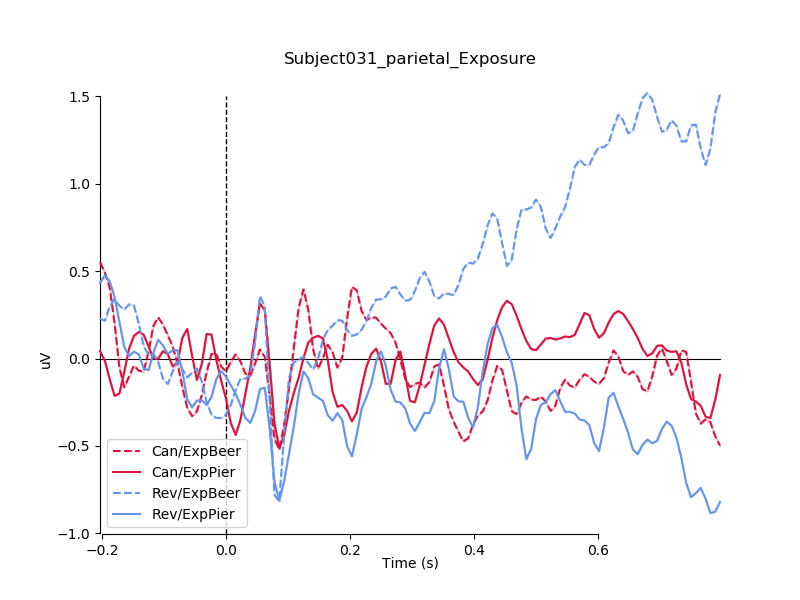 Subject031_parietal_Exposure
1.5
1.0
0.5
0.0
−0.5
−1.0
uV
Can/ExpBeer
Can/ExpPier
Rev/ExpBeer
Rev/ExpPier
−0.2
0.0
0.2
0.4
0.6
Time (s)